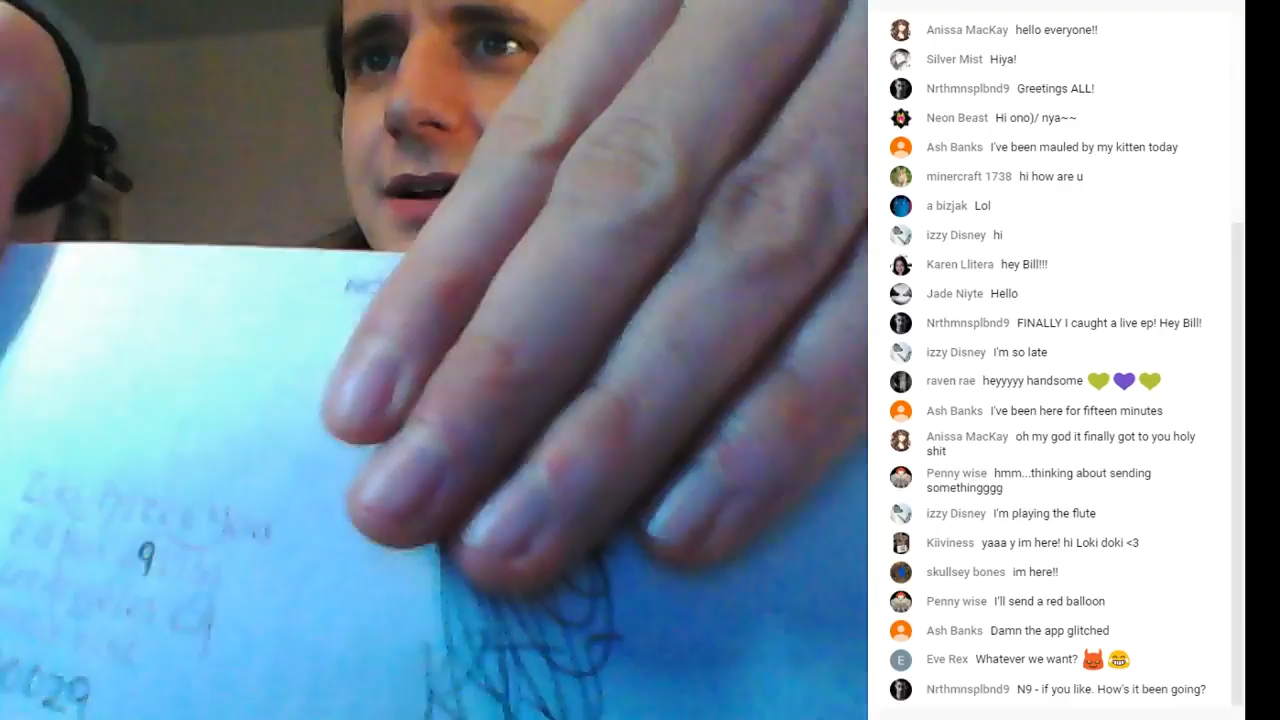 9
Anissa MacKay hello everyone!!
Silver Mist Hiya!
Nrthmnsplbnd9 Greetings ALL!
Neon Beast Hi ono)/ nya~~
Ash Banks I've been mauled by my kitten today
minercraft 1738 hi how are u
a bizjak Lol
izzy Disney hi
Karen Llitera hey Bill!!!
Jade Niyte Hello
Nrthmnsplbnd9 FINALLY I caught a live ep! Hey Bill!
izzy Disney I'm so late
raven rae heyyyyy handsome
Ash Banks I've been here for fifteen minutes
Anissa MacKay oh my god it finally got to you holy
shit
Penny wise hmm...thinking about sending
somethingggg
izzy Disney I'm playing the flute
Kiiviness yaaa y im here! hi Loki doki <3
skullsey bones im here!!
Penny wise I'll send a red balloon
Ash Banks Damn the app glitched
E Eve Rex Whatever we want?
Nrthmnsplbnd9 N9 - if you like. How's it been going?